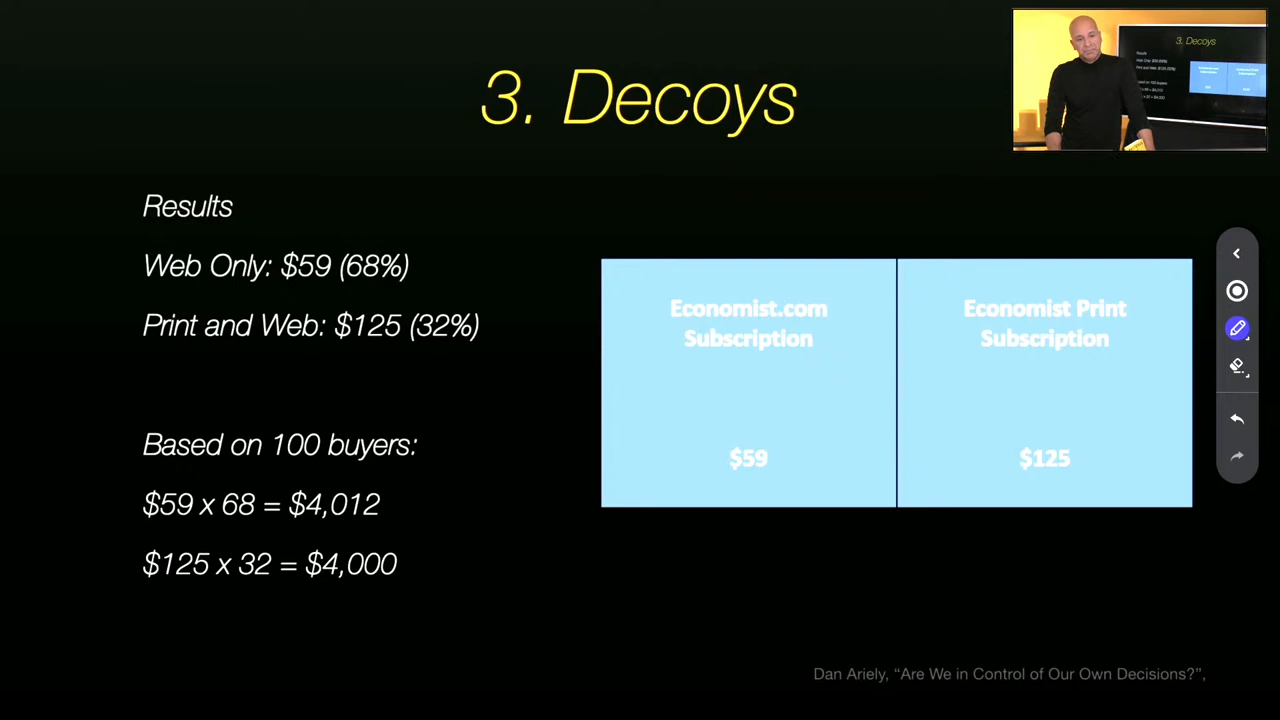 3. Decoys
Results
Web Only: $59 (68%)
Print and Web: $125 (32%)
Based on 100 buyers:
$59 x 68 = $4,012
$125 x 32 = $4,000
Economist.com
Subscription
$59
Economist Print
Subscription
$125
Dan Ariely, “Are We in Control of Our Own Decisions?”,
3. Decoys